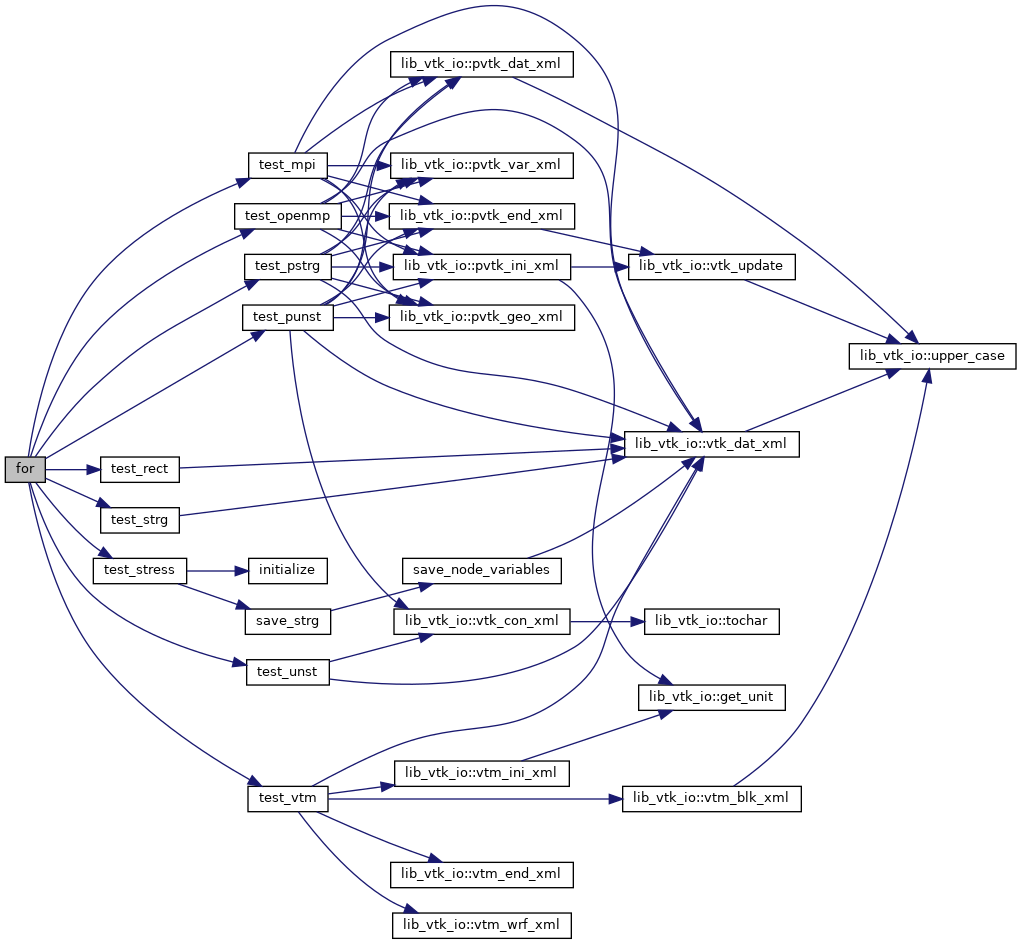 lib_vtk_io::pvtk_dat_xml
test_mpi
lib_vtk_io::pvtk_var_xml
test_openmp
lib_vtk_io::pvtk_end_xml
test_pstrg
lib_vtk_io::pvtk_ini_xml
lib_vtk_io::vtk_update
test_punst
lib_vtk_io::pvtk_geo_xml
lib_vtk_io::upper_case
lib_vtk_io::vtk_dat_xml
for
test_rect
test_strg
test_stress
initialize
save_node_variables
save_strg
lib_vtk_io::vtk_con_xml
lib_vtk_io::tochar
test_unst
lib_vtk_io::get_unit
lib_vtk_io::vtm_ini_xml
test_vtm
lib_vtk_io::vtm_blk_xml
lib_vtk_io::vtm_end_xml
lib_vtk_io::vtm_wrf_xml